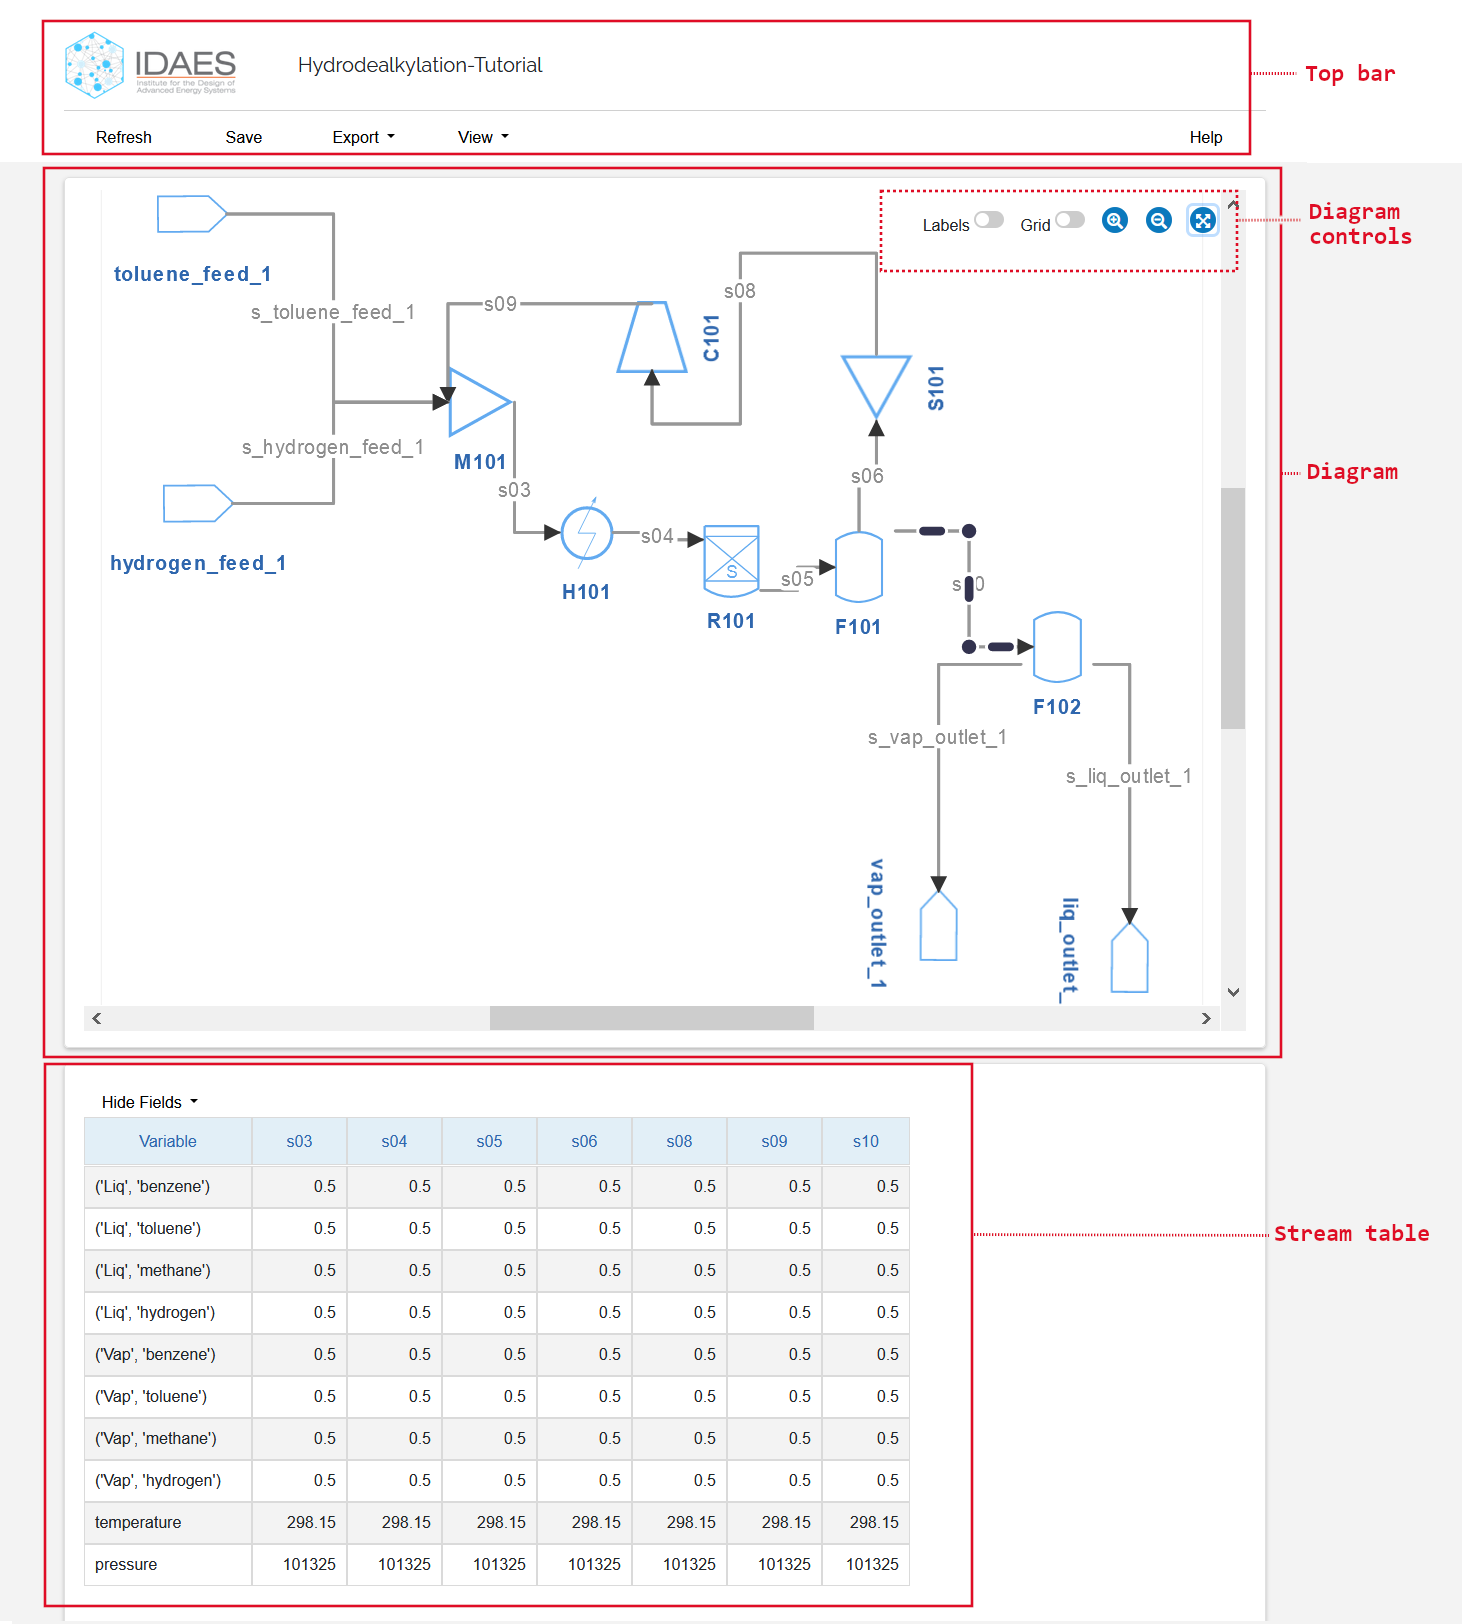 IDAES
Institute for the Design of
Advanced Energy Systems
Hydrodealkylation-Tutorial
Top bar
Refresh Save Export View Help
Labels Grid
Diagram
controls
toluene_feed_1
s_toluene_feed_1
s09
s08
C101
S101
s_hydrogen_feed_1
M101
Diagram
s03
s06
hydrogen_feed_1
s04
s05
S
s10
H101
R101
F101
F102
s_vap_outlet_1
s_liq_outlet_1
vap_outlet_1
liq_outlet_
Hide Fields
Variable s03 s04 s05 s06 s08 s09 s10
('Liq', 'benzene') 0.5 0.5 0.5 0.5 0.5 0.5 0.5
('Liq', 'toluene') 0.5 0.5 0.5 0.5 0.5 0.5 0.5
Stream table
('Liq', 'methane') 0.5 0.5 0.5 0.5 0.5 0.5 0.5
('Liq', 'hydrogen') 0.5 0.5 0.5 0.5 0.5 0.5 0.5
('Vap', 'benzene') 0.5 0.5 0.5 0.5 0.5 0.5 0.5
('Vap', 'toluene') 0.5 0.5 0.5 0.5 0.5 0.5 0.5
('Vap', 'methane') 0.5 0.5 0.5 0.5 0.5 0.5 0.5
('Vap', 'hydrogen') 0.5 0.5 0.5 0.5 0.5 0.5 0.5
temperature 298.15 298.15 298.15 298.15 298.15 298.15 298.15
pressure 101325 101325 101325 101325 101325 101325 101325